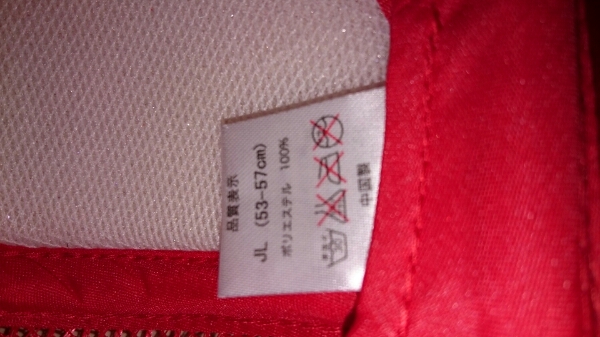 品質表示
JL (53-57cm)
ポリエステル 100%
中国製